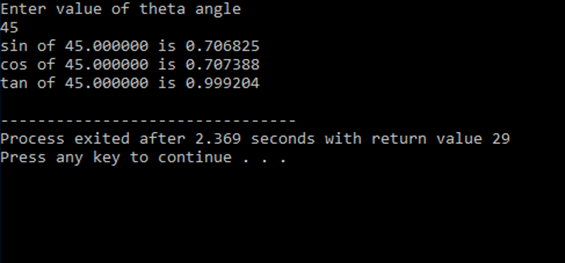 Enter value of theta angle
45
sin of 45.000000 is 0.706825
cos of 45.000000 is 0.707388
tan of 45.000000 is 0.999204
--------------------------------
Process exited after 2.369 seconds with return value 29
Press any key to continue . . .